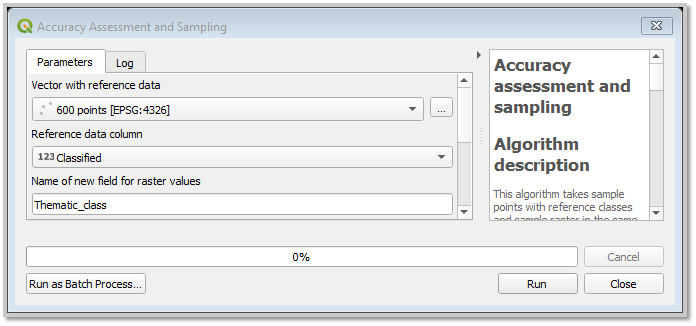 Accuracy Assessment and Sampling
Parameters
Log
Vector with reference data
600 points [EPSG:4326]
...
Reference data column
123 Classified
Name of new field for raster values
Thematic_class
Accuracy
assessment and
sampling
Algorithm
description
This algorithm takes sample
points with reference classes
and sample raster in the same
0%
Cancel
Run as Batch Process...
Run
Close